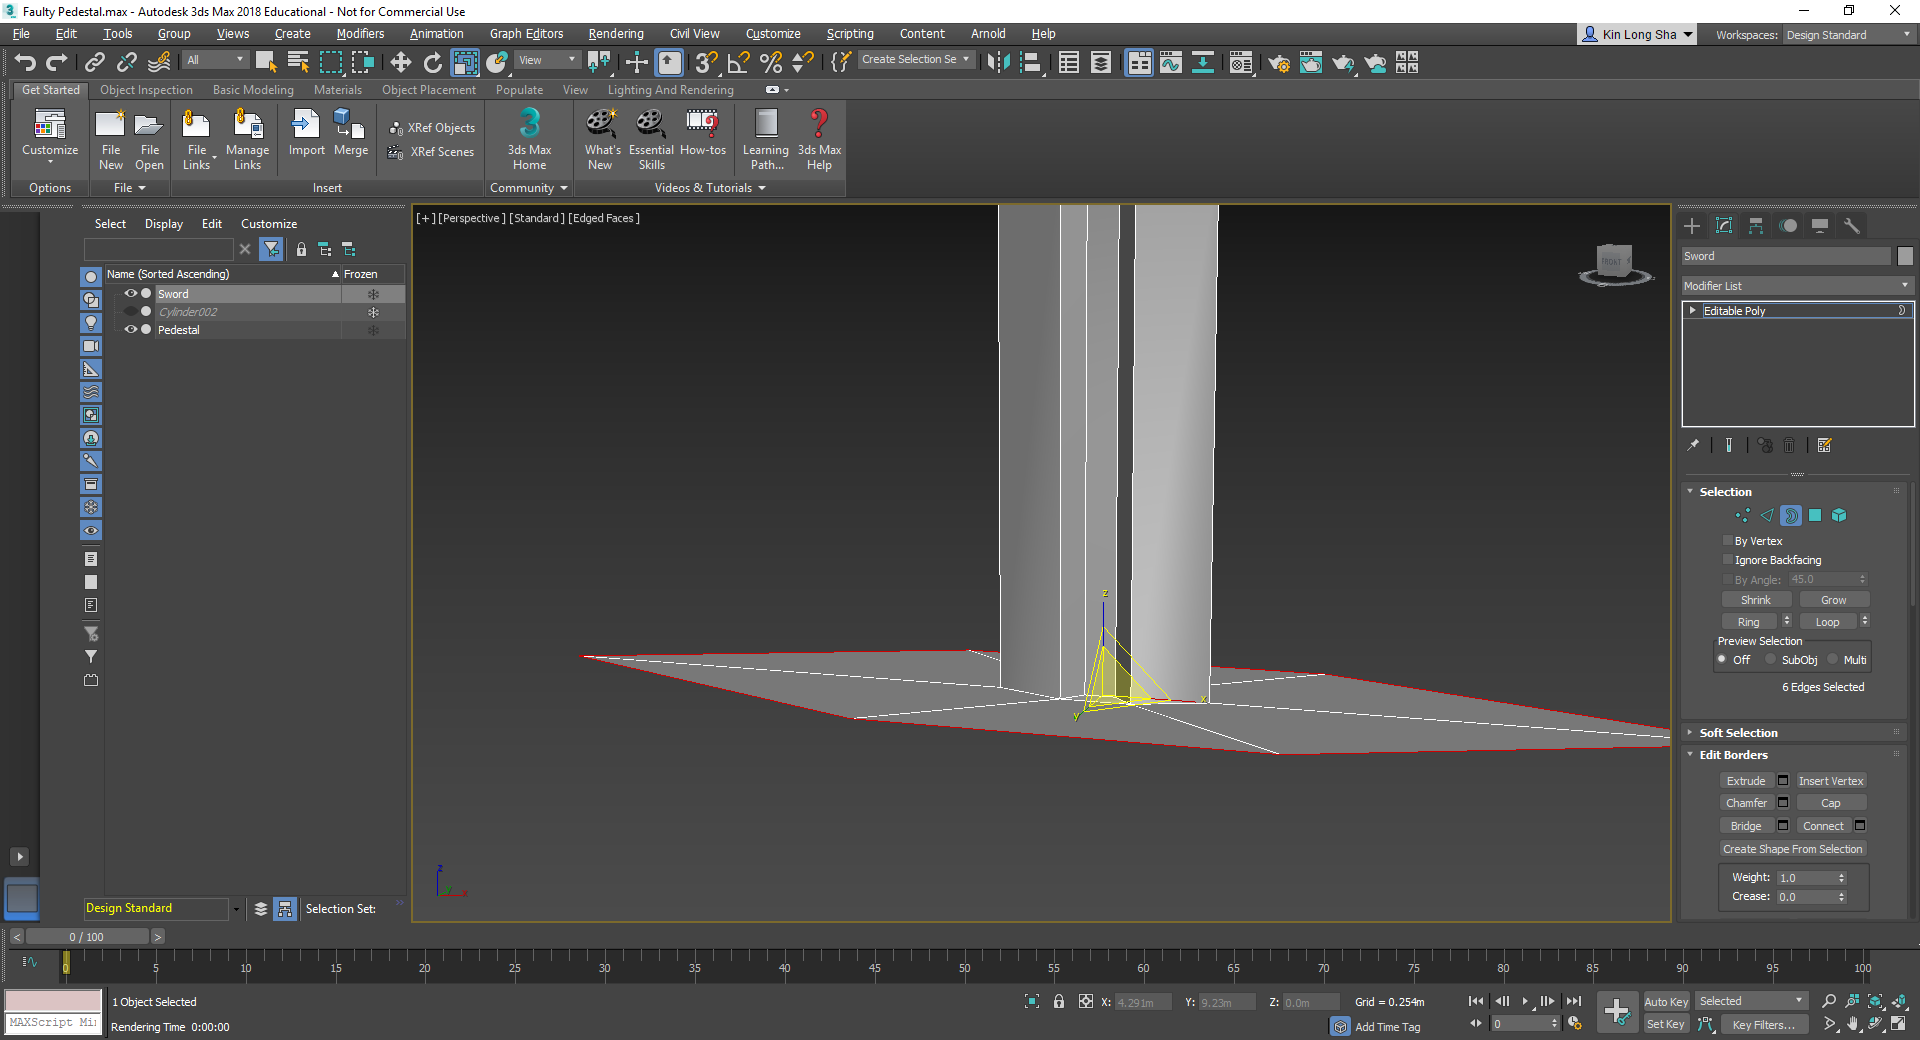 Faulty Pedestal.max - Autodesk 3ds Max 2018 Educational - Not for Commercial Use
File Edit Tools Group Views Create Modifiers Animation Graph Editors Rendering Civil View Customize Scripting Content Arnold Help
Kin Long Sha
Workspaces: Design Standard
All
View
Create Selection Se
Get Started Object Inspection Basic Modeling Materials Object Placement Populate View Lighting And Rendering
Customize
File New
File Open
File Links
Manage Links
Import
Merge
XRef Objects
XRef Scenes
3ds Max Home
What's New
Essential Skills
How-tos
Learning Path...
3ds Max Help
Options
File
Insert
Community
Videos & Tutorials
Select Display Edit Customize
Name (Sorted Ascending) Frozen
Sword
Cylinder002
Pedestal
[+] [Perspective] [Standard] [Edged Faces]
FRONT
z
x
y
z
y
x
Sword
Modifier List
Editable Poly
Selection
By Vertex
Ignore Backfacing
By Angle: 45.0
Shrink Grow
Ring Loop
Preview Selection
Off SubObj Multi
6 Edges Selected
Soft Selection
Edit Borders
Extrude Insert Vertex
Chamfer Cap
Bridge Connect
Create Shape From Selection
Weight: 1.0
Crease: 0.0
Design Standard
Selection Set:
< 0 / 100 >
0 5 10 15 20 25 30 35 40 45 50 55 60 65 70 75 80 85 90 95 100
1 Object Selected
X: 4.291m Y: 9.23m Z: 0.0m Grid = 0.254m
Auto Key Selected
MAXScript Mi
Rendering Time 0:00:00
Add Time Tag
0
Set Key Key Filters...